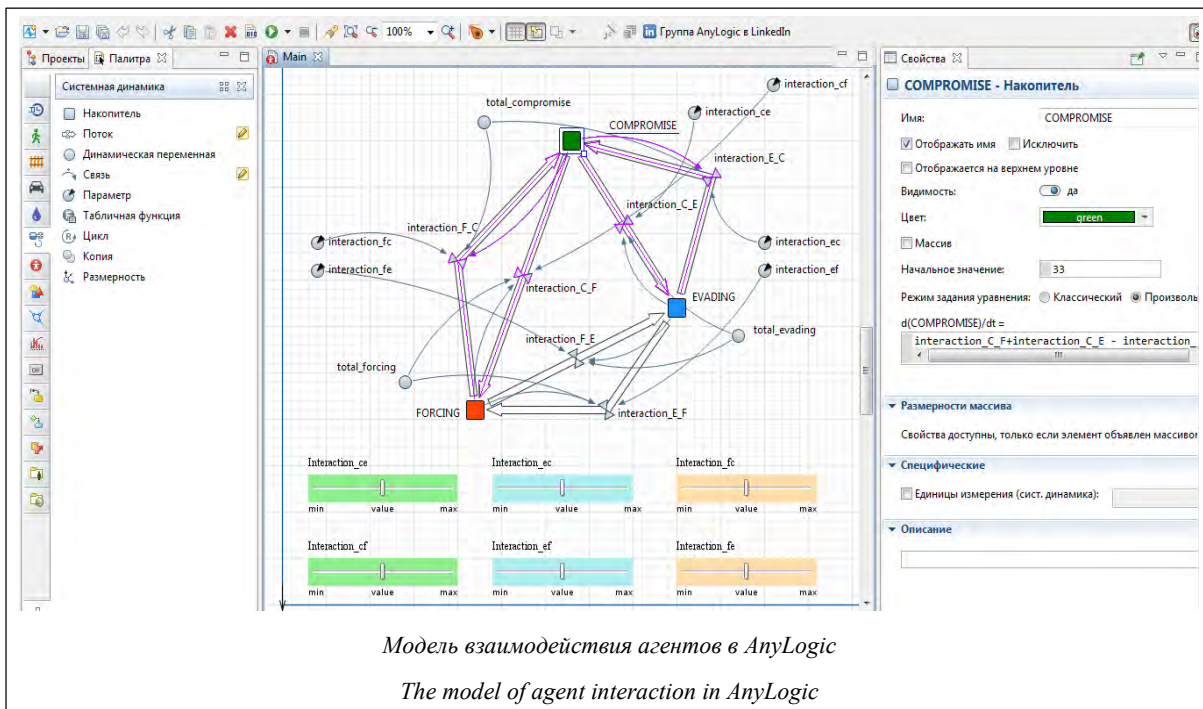 100%
Группа AnyLogic в LinkedIn
Проекты
Палитра
Main
Свойства
Системная динамика
Накопитель
Поток
Динамическая переменная
Связь
Параметр
Табличная функция
Цикл
Копия
Размерность
interaction_cf
total_compromise
interaction_ce
COMPROMISE
interaction_E_C
interaction_C_E
interaction_F_C
interaction_fc
interaction_ec
interaction_fe
interaction_ef
interaction_C_F
EVADING
interaction_F_E
total_evading
total_forcing
FORCING
interaction_E_F
Interaction_ce
Interaction_ec
Interaction_fc
min value max
min value max
min value max
Interaction_cf
Interaction_ef
Interaction_fe
min value max
min value max
min value max
COMPROMISE - Накопитель
Имя: COMPROMISE
Отображать имя Исключить
Отображается на верхнем уровне
Видимость: да
Цвет: green
Массив
Начальное значение: 33
Режим задания уравнения: Классический Произволь
d(COMPROMISE)/dt =
interaction_C_F+interaction_C_E - interaction_
Размерности массива
Свойства доступны, только если элемент объявлен массивом
Специфические
Единицы измерения (сист. динамика):
Описание
Модель взаимодействия агентов в AnyLogic
The model of agent interaction in AnyLogic